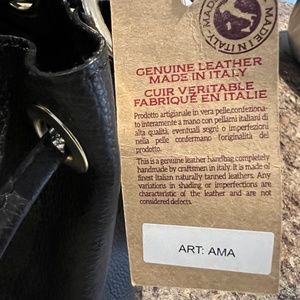 MADE IN ITALY - MADE
GENUINE LEATHER
MADE IN ITALY
CUIR VERITABLE
FABRIQUÉ EN ITALIE
Prodotto artigianale in vera pelle,confeziona-
to interamente a mano con pellami italiani di
alta qualità, eventuali segni o imperfezioni
nella pelle confermano l'originalità del
prodotto.
This is a genuine leather handbag completely
handmade by craftsmen in italy. It is made of
finest italian naturally tanned leathers. Any
variations in shading or imperfections are
characteristic of the leather and are not
considered defects.
ART: AMA